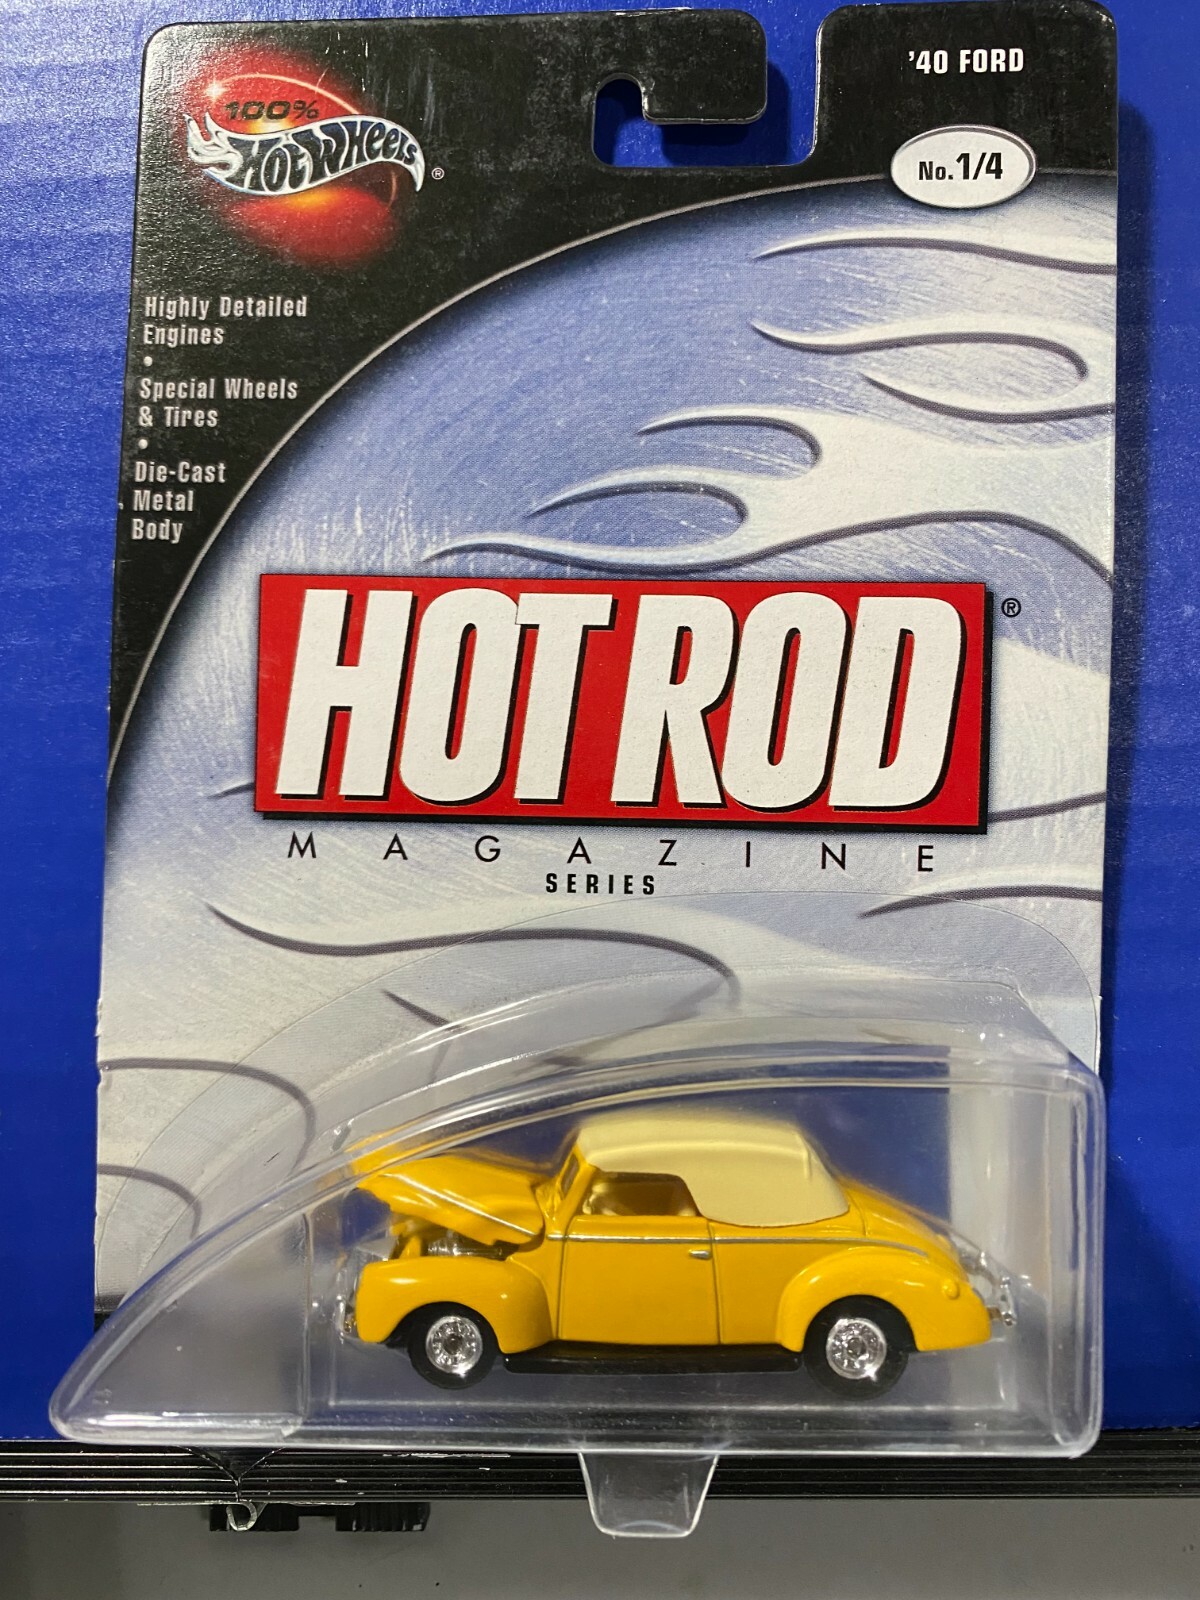 100%
HOT WHEELS®
'40 FORD
No.1/4
Highly Detailed
Engines
•
Special Wheels
& Tires
•
Die-Cast
Metal
Body
HOT ROD®
MAGAZINE
SERIES